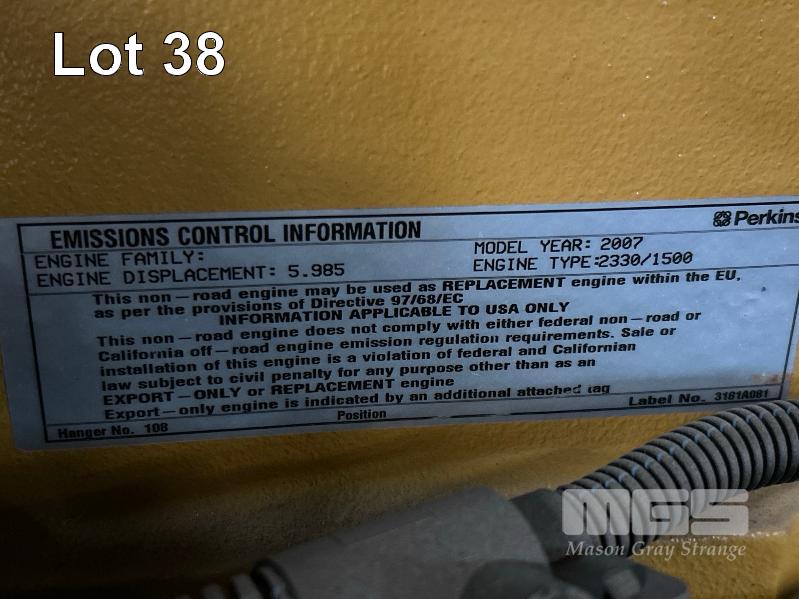 Lot 38
EMISSIONS CONTROL INFORMATION
Perkins
ENGINE FAMILY:
MODEL YEAR: 2007
ENGINE DISPLACEMENT: 5.985
ENGINE TYPE:2330/1500
This non-road engine may be used as REPLACEMENT engine within the EU,
as per the provisions of Directive 97/68/EC
INFORMATION APPLICABLE TO USA ONLY
This non-road engine does not comply with either federal non-road or
California off-road engine emission regulation requirements. Sale or
installation of this engine is a violation of federal and Californian
law subject to civil penalty for any purpose other than as an
EXPORT-ONLY or REPLACEMENT engine
Export-only engine is indicated by an additional attached tag
Hanger No. 108
Position
Label No. 3181A081
MGS
Mason Gray Strange